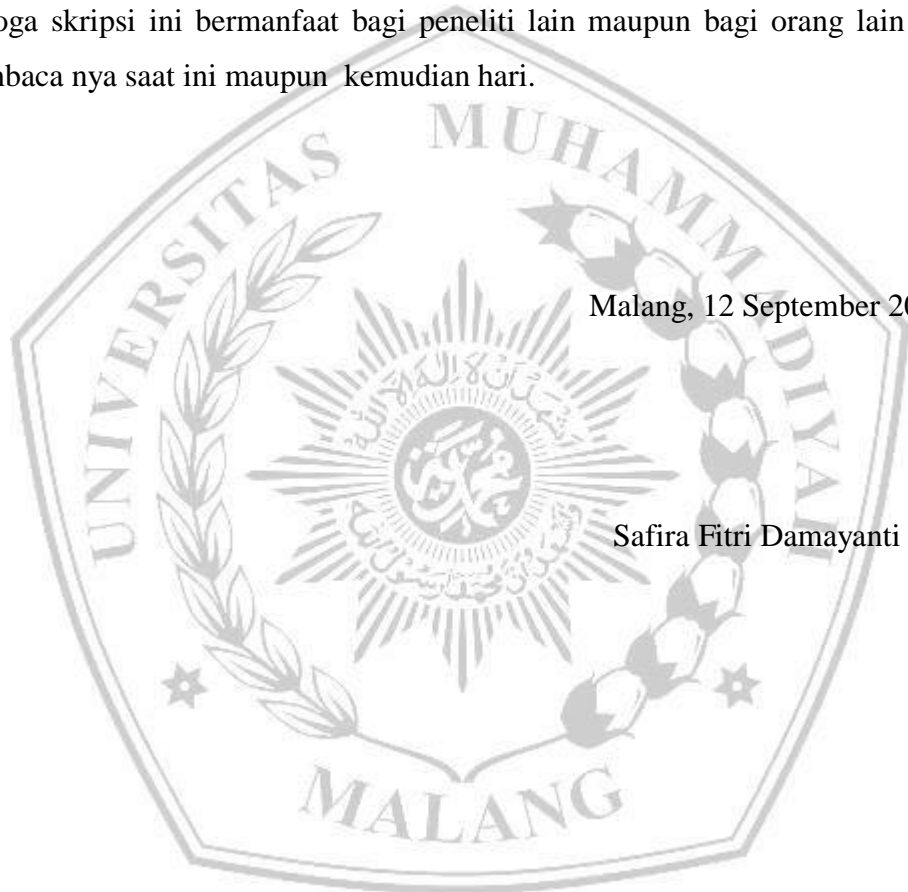 oga skripsi ini bermanfaat bagi peneliti lain maupun bagi orang lain
nbaca nya saat ini maupun kemudian hari.
UNIVERSITAS MUHAMMADIYAH
Malang, 12 September 20
Safira Fitri Damayanti
MALANG